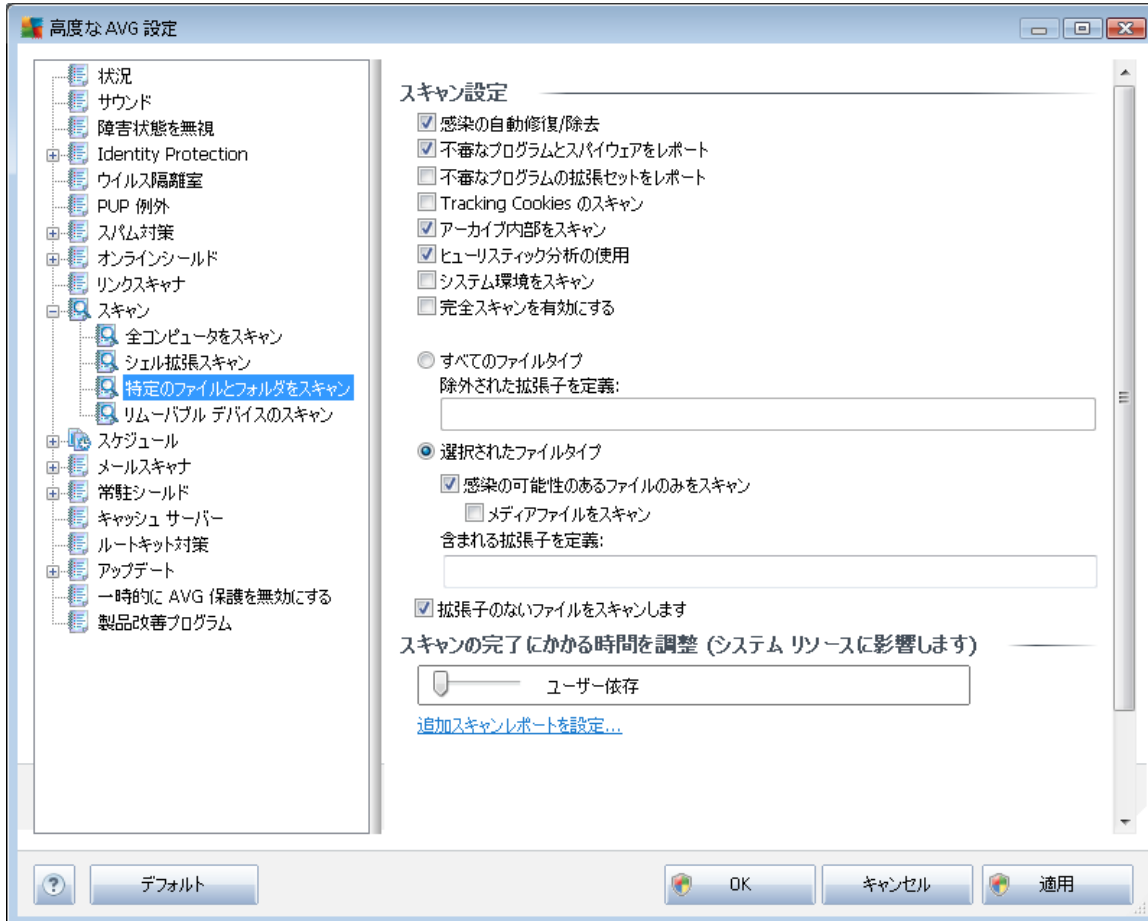 高度な AVG 設定
状況
サウンド
障害状態を無視
Identity Protection
ウイルス隔離室
PUP 例外
スパム対策
オンラインシールド
リンクスキャナ
スキャン
全コンピュータをスキャン
シェル拡張スキャン
特定のファイルとフォルダをスキャン
リムーバブル デバイスのスキャン
スケジュール
メールスキャナ
常駐シールド
キャッシュ サーバー
ルートキット対策
アップデート
一時的に AVG 保護を無効にする
製品改善プログラム
スキャン設定
感染の自動修復/除去
不審なプログラムとスパイウェアをレポート
不審なプログラムの拡張セットをレポート
Tracking Cookies のスキャン
アーカイブ内部をスキャン
ヒューリスティック分析の使用
システム環境をスキャン
完全スキャンを有効にする
すべてのファイルタイプ
除外された拡張子を定義:
選択されたファイルタイプ
感染の可能性のあるファイルのみをスキャン
メディアファイルをスキャン
含まれる拡張子を定義:
拡張子のないファイルをスキャンします
スキャンの完了にかかる時間を調整 (システム リソースに影響します)
ユーザー依存
追加スキャンレポートを設定...
?
デフォルト
OK
キャンセル
適用